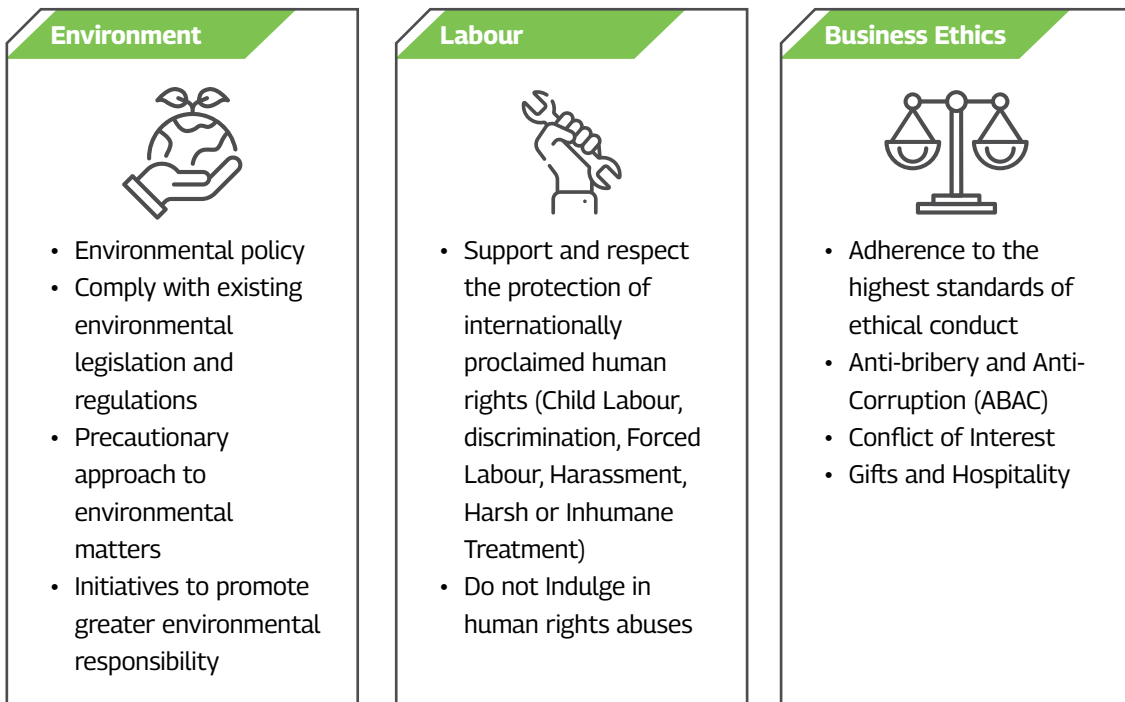 Environment
• Environmental policy
• Comply with existing
environmental
legislation and
regulations
• Precautionary
approach to
environmental
matters
• Initiatives to promote
greater environmental
responsibility
Labour
• Support and respect
the protection of
internationally
proclaimed human
rights (Child Labour,
discrimination, Forced
Labour, Harassment,
Harsh or Inhumane
Treatment)
• Do not Indulge in
human rights abuses
Business Ethics
• Adherence to the
highest standards of
ethical conduct
• Anti-bribery and Anti-
Corruption (ABAC)
• Conflict of Interest
• Gifts and Hospitality